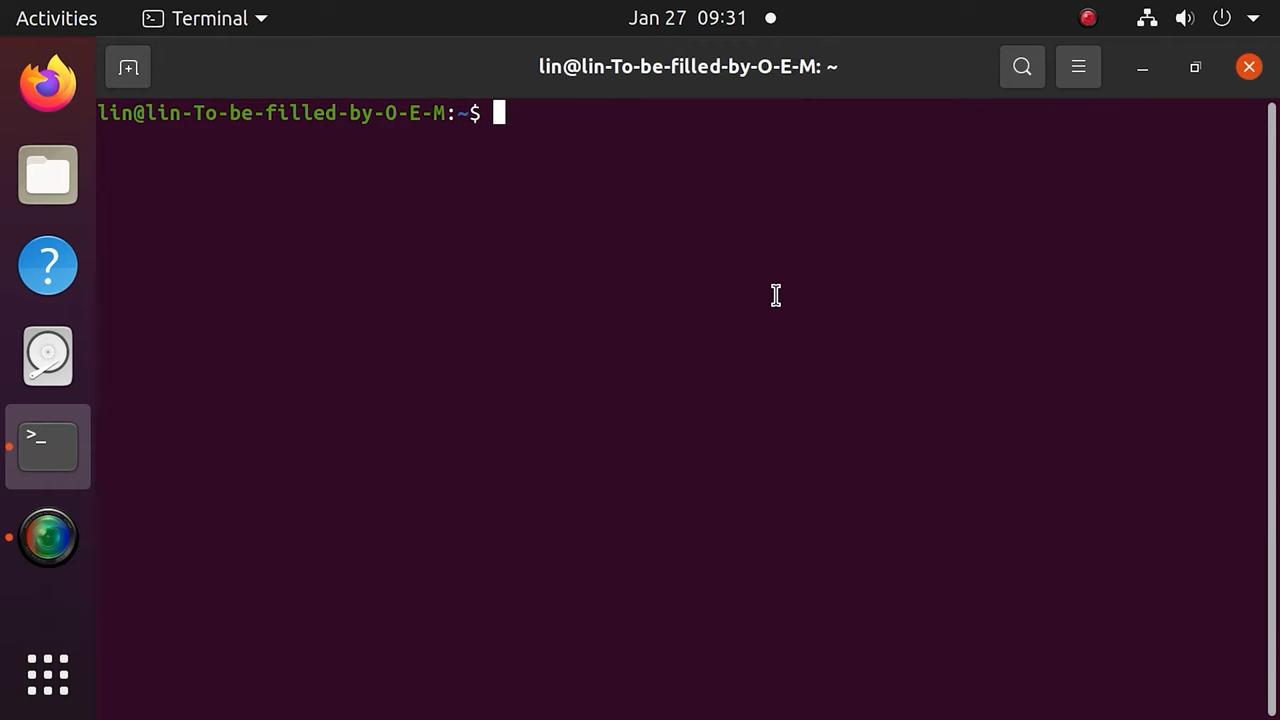 Activities Terminal Jan 27 09:31
lin@lin-To-be-filled-by-O-E-M: ~
lin@lin-To-be-filled-by-O-E-M:~$
?
>_